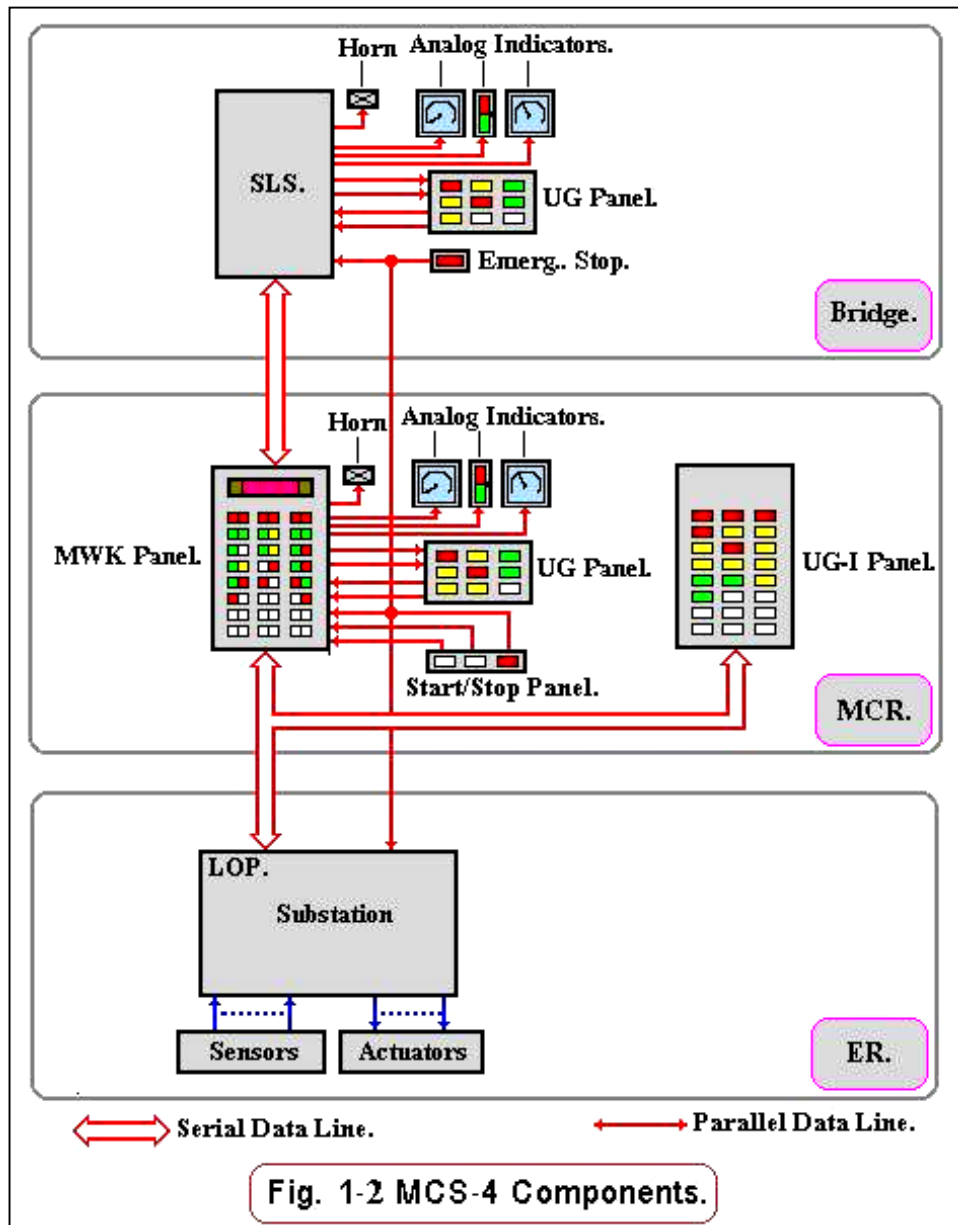 Horn
Analog Indicators.
SLS.
UG Panel.
Emerg.. Stop.
Bridge.
Horn
Analog Indicators.
MWK Panel.
UG Panel.
UG-I Panel.
Start/Stop Panel.
MCR.
LOP.
Substation
Sensors
Actuators
ER.
Serial Data Line.
Parallel Data Line.
Fig. 1-2 MCS-4 Components.